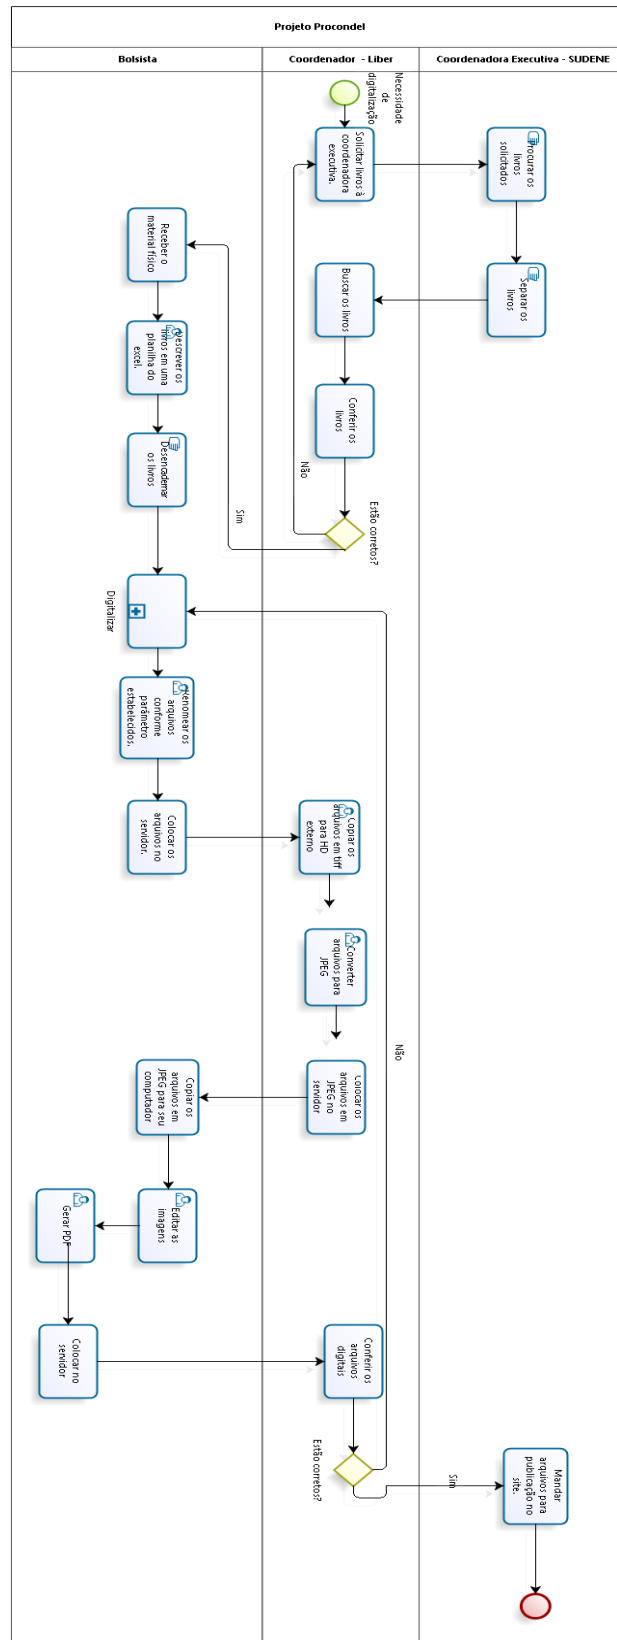 Projeto Procondel
Bolsista
Coordenador - Liber
Coordenadora Executiva - SUDENE
Necessidade
de
digitalização
Solicitar livros à
coordenadora
executiva.
Procurar os
livros
solicitados
Separar os
livros
Buscar os livros
Conferir os
livros
Estão corretos?
Não
Sim
Receber o
material físico
Descrever os
livros em uma
planilha do
excel.
Desencadernar
os livros
Digitalizar
Renomear os
arquivos
conforme
parâmetro
estabelecidos.
Colocar os
arquivos no
servidor.
Copiar os
arquivos em tiff
para HD
externo
Converter
arquivos para
JPEG
Colocar os
arquivos em
JPEG no
servidor
Copiar os
arquivos em
JPEG para seu
computador
Editar as
imagens
Gerar PDF
Colocar no
servidor
Conferir os
arquivos
digitais
Estão corretos?
Não
Sim
Mandar
arquivos para
publicação no
site.